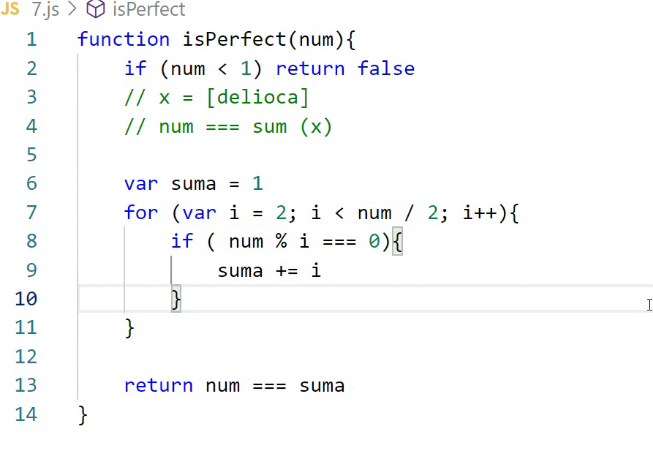 JS 7.js > isPerfect
1 function isPerfect(num){
2 if (num < 1) return false
3 // x = [delioca]
4 // num === sum (x)
5
6 var suma = 1
7 for (var i = 2; i < num / 2; i++){
8 if ( num % i === 0){
9 suma += i
10 }
11 }
12
13 return num === suma
14 }